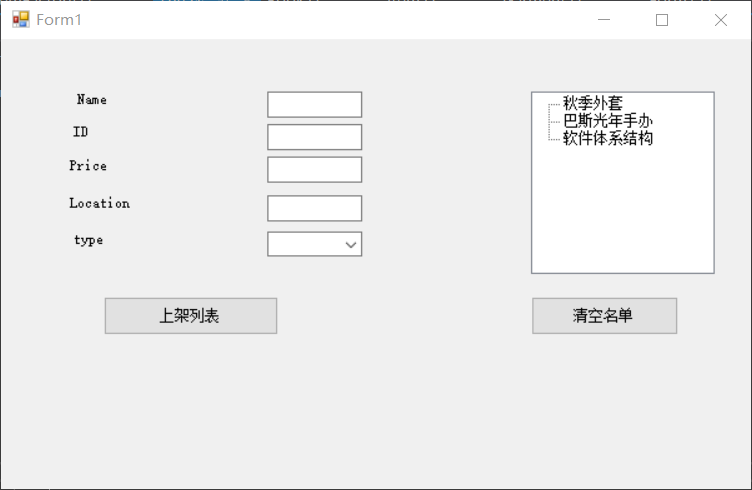 Form1
Name
ID
Price
Location
type
秋季外套
巴斯光年手办
软件体系结构
上架列表
清空名单